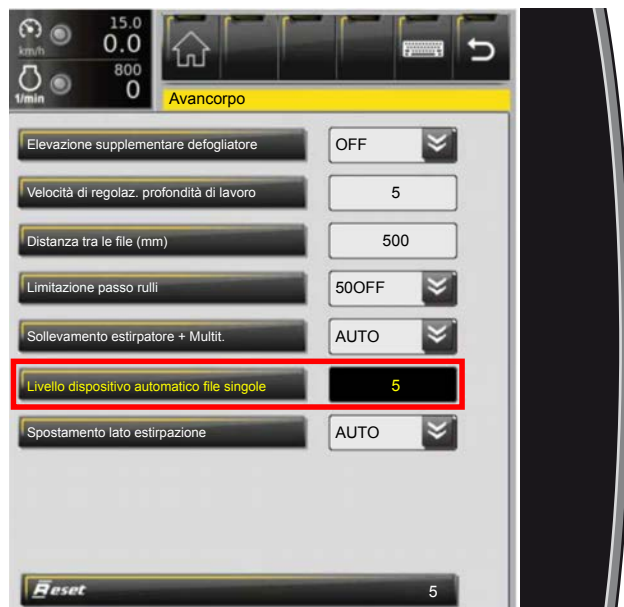 15.0
km/h
0.0
800
1/min
0
Avancorpo
Elevazione supplementare defogliatore
OFF
Velocità di regolaz. profondità di lavoro
5
Distanza tra le file (mm)
500
Limitazione passo rulli
50OFF
Sollevamento estirpatore + Multit.
AUTO
Livello dispositivo automatico file singole
5
Spostamento lato estirpazione
AUTO
Reset
5